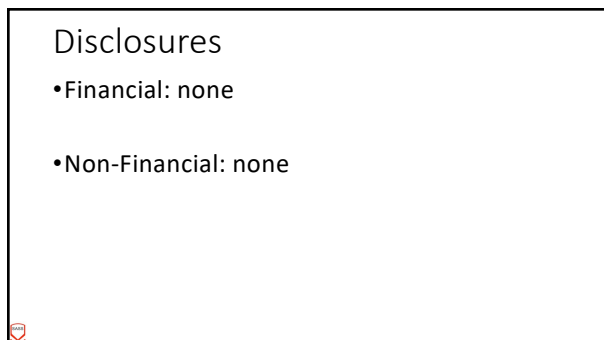 Disclosures
•Financial: none
•Non-Financial: none